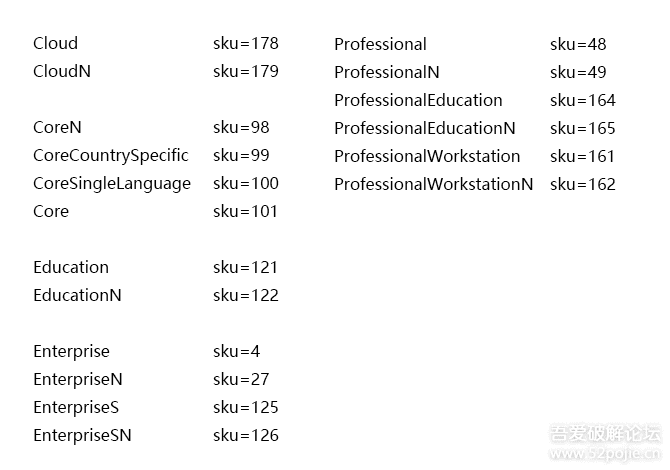 Cloud sku=178
CloudN sku=179
CoreN sku=98
CoreCountrySpecific sku=99
CoreSingleLanguage sku=100
Core sku=101
Education sku=121
EducationN sku=122
Enterprise sku=4
EnterpriseN sku=27
EnterpriseS sku=125
EnterpriseSN sku=126
Professional sku=48
ProfessionalN sku=49
ProfessionalEducation sku=164
ProfessionalEducationN sku=165
ProfessionalWorkstation sku=161
ProfessionalWorkstationN sku=162
吾爱破解论坛
www.52pojie.cn